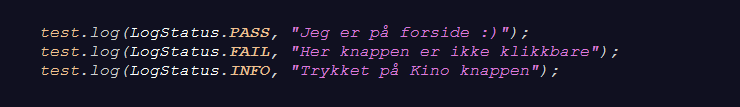 test.log(LogStatus.PASS, "Jeg er på forside :)");
test.log(LogStatus.FAIL, "Her knappen er ikke klikkbare");
test.log(LogStatus.INFO, "Trykket på Kino knappen");